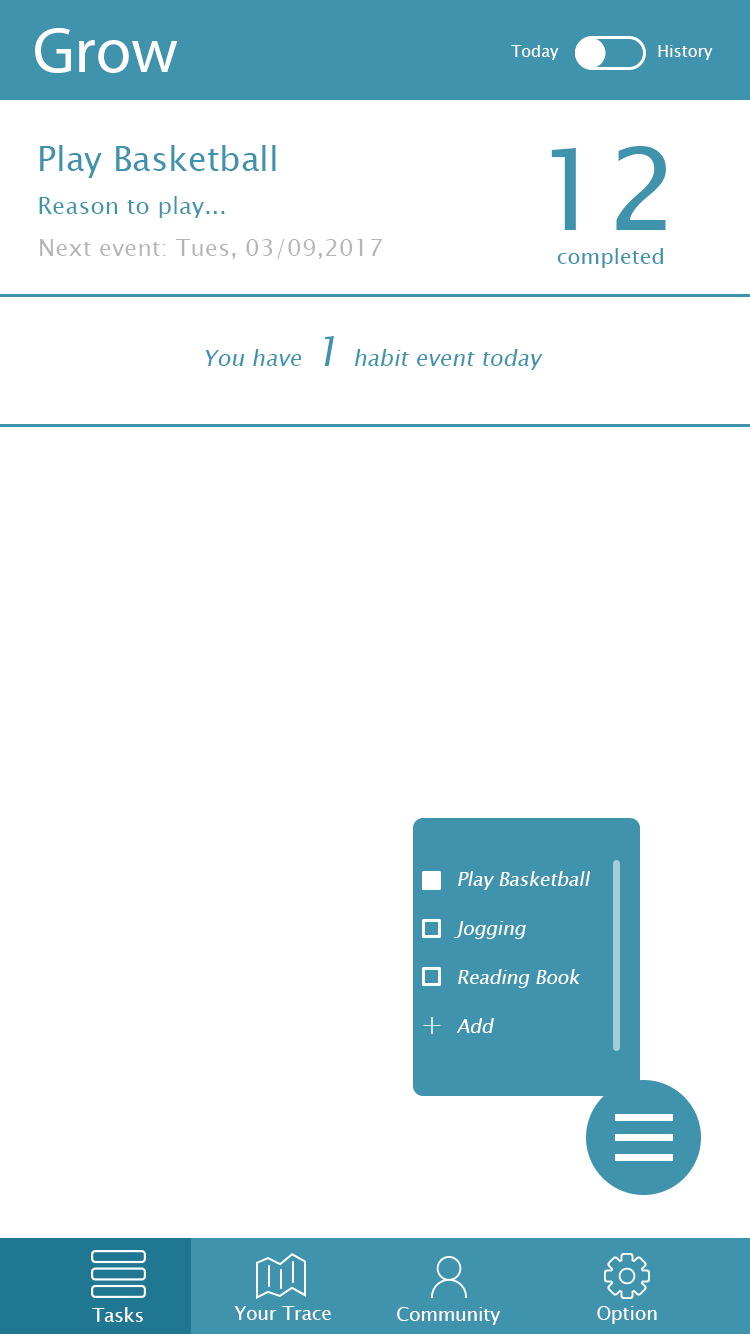 Grow
Today History
Play Basketball
Reason to play...
Next event: Tues, 03/09,2017
12
completed
You have 1 habit event today
Play Basketball
Jogging
Reading Book
Add
Tasks
Your Trace
Community
Option